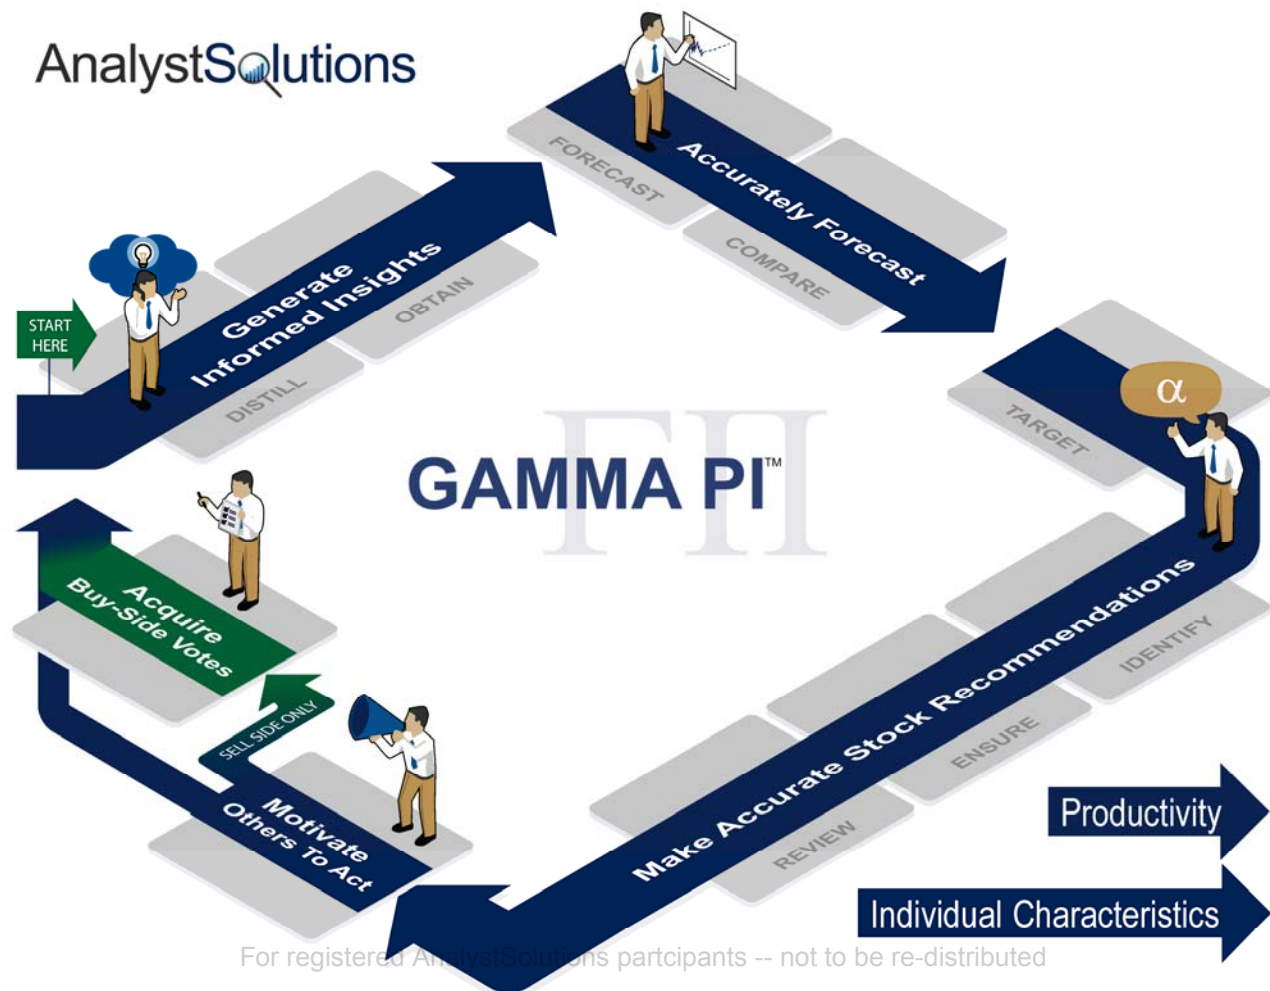 AnalystSolutions
START
HERE
Generate
Informed Insights
DISTILL
OBTAIN
FORECAST
COMPARE
Accurately Forecast
TARGET
α
GAMMA PI™
ΓΠ
Make Accurate Stock Recommendations
IDENTIFY
ENSURE
REVIEW
Motivate
Others To Act
SELL SIDE ONLY
Acquire
Buy-Side Votes
Productivity
Individual Characteristics
For registered AnalystSolutions partcipants -- not to be re-distributed